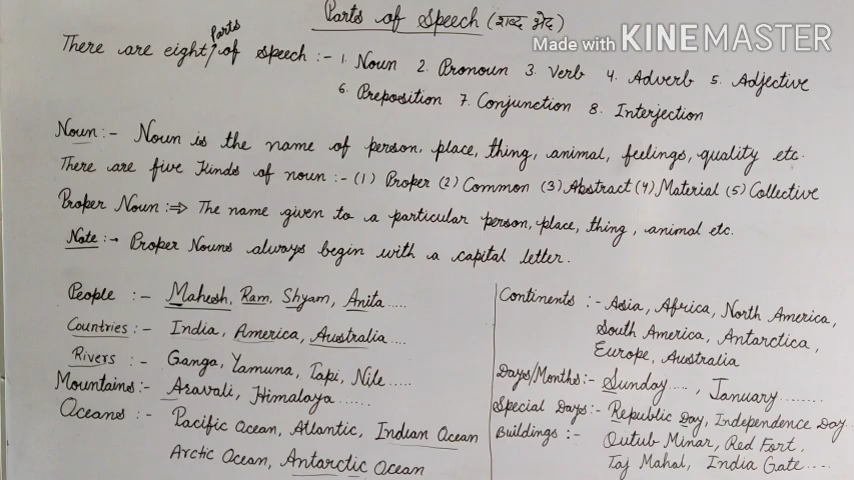 Parts of Speech (शब्द भेद)
Made with KINEMASTER
There are eight Parts of speech :- 1. Noun 2. Pronoun 3. Verb 4. Adverb 5. Adjective
6. Preposition 7. Conjunction 8. Interjection
Noun :- Noun is the name of person, place, thing, animal, feelings, quality etc.
There are five Kinds of noun :- (1) Proper (2) Common (3) Abstract (4) Material (5) Collective
Proper Noun :⇒ The name given to a particular person, place, thing, animal etc.
Note :- Proper Nouns always begin with a capital letter.
People :- Mahesh, Ram, Shyam, Anita.....
Countries :- India, America, Australia....
Rivers :- Ganga, Yamuna, Tapi, Nile.....
Mountains :- Aravali, Himalaya......
Oceans :- Pacific Ocean, Atlantic, Indian Ocean
Arctic Ocean, Antarctic Ocean
Continents :- Asia, Africa, North America,
South America, Antarctica,
Europe, Australia
Days/Months :- Sunday...., January........
Special Days :- Republic Day, Independence Day...
Buildings :- Qutub Minar, Red Fort,
Taj Mahal, India Gate....